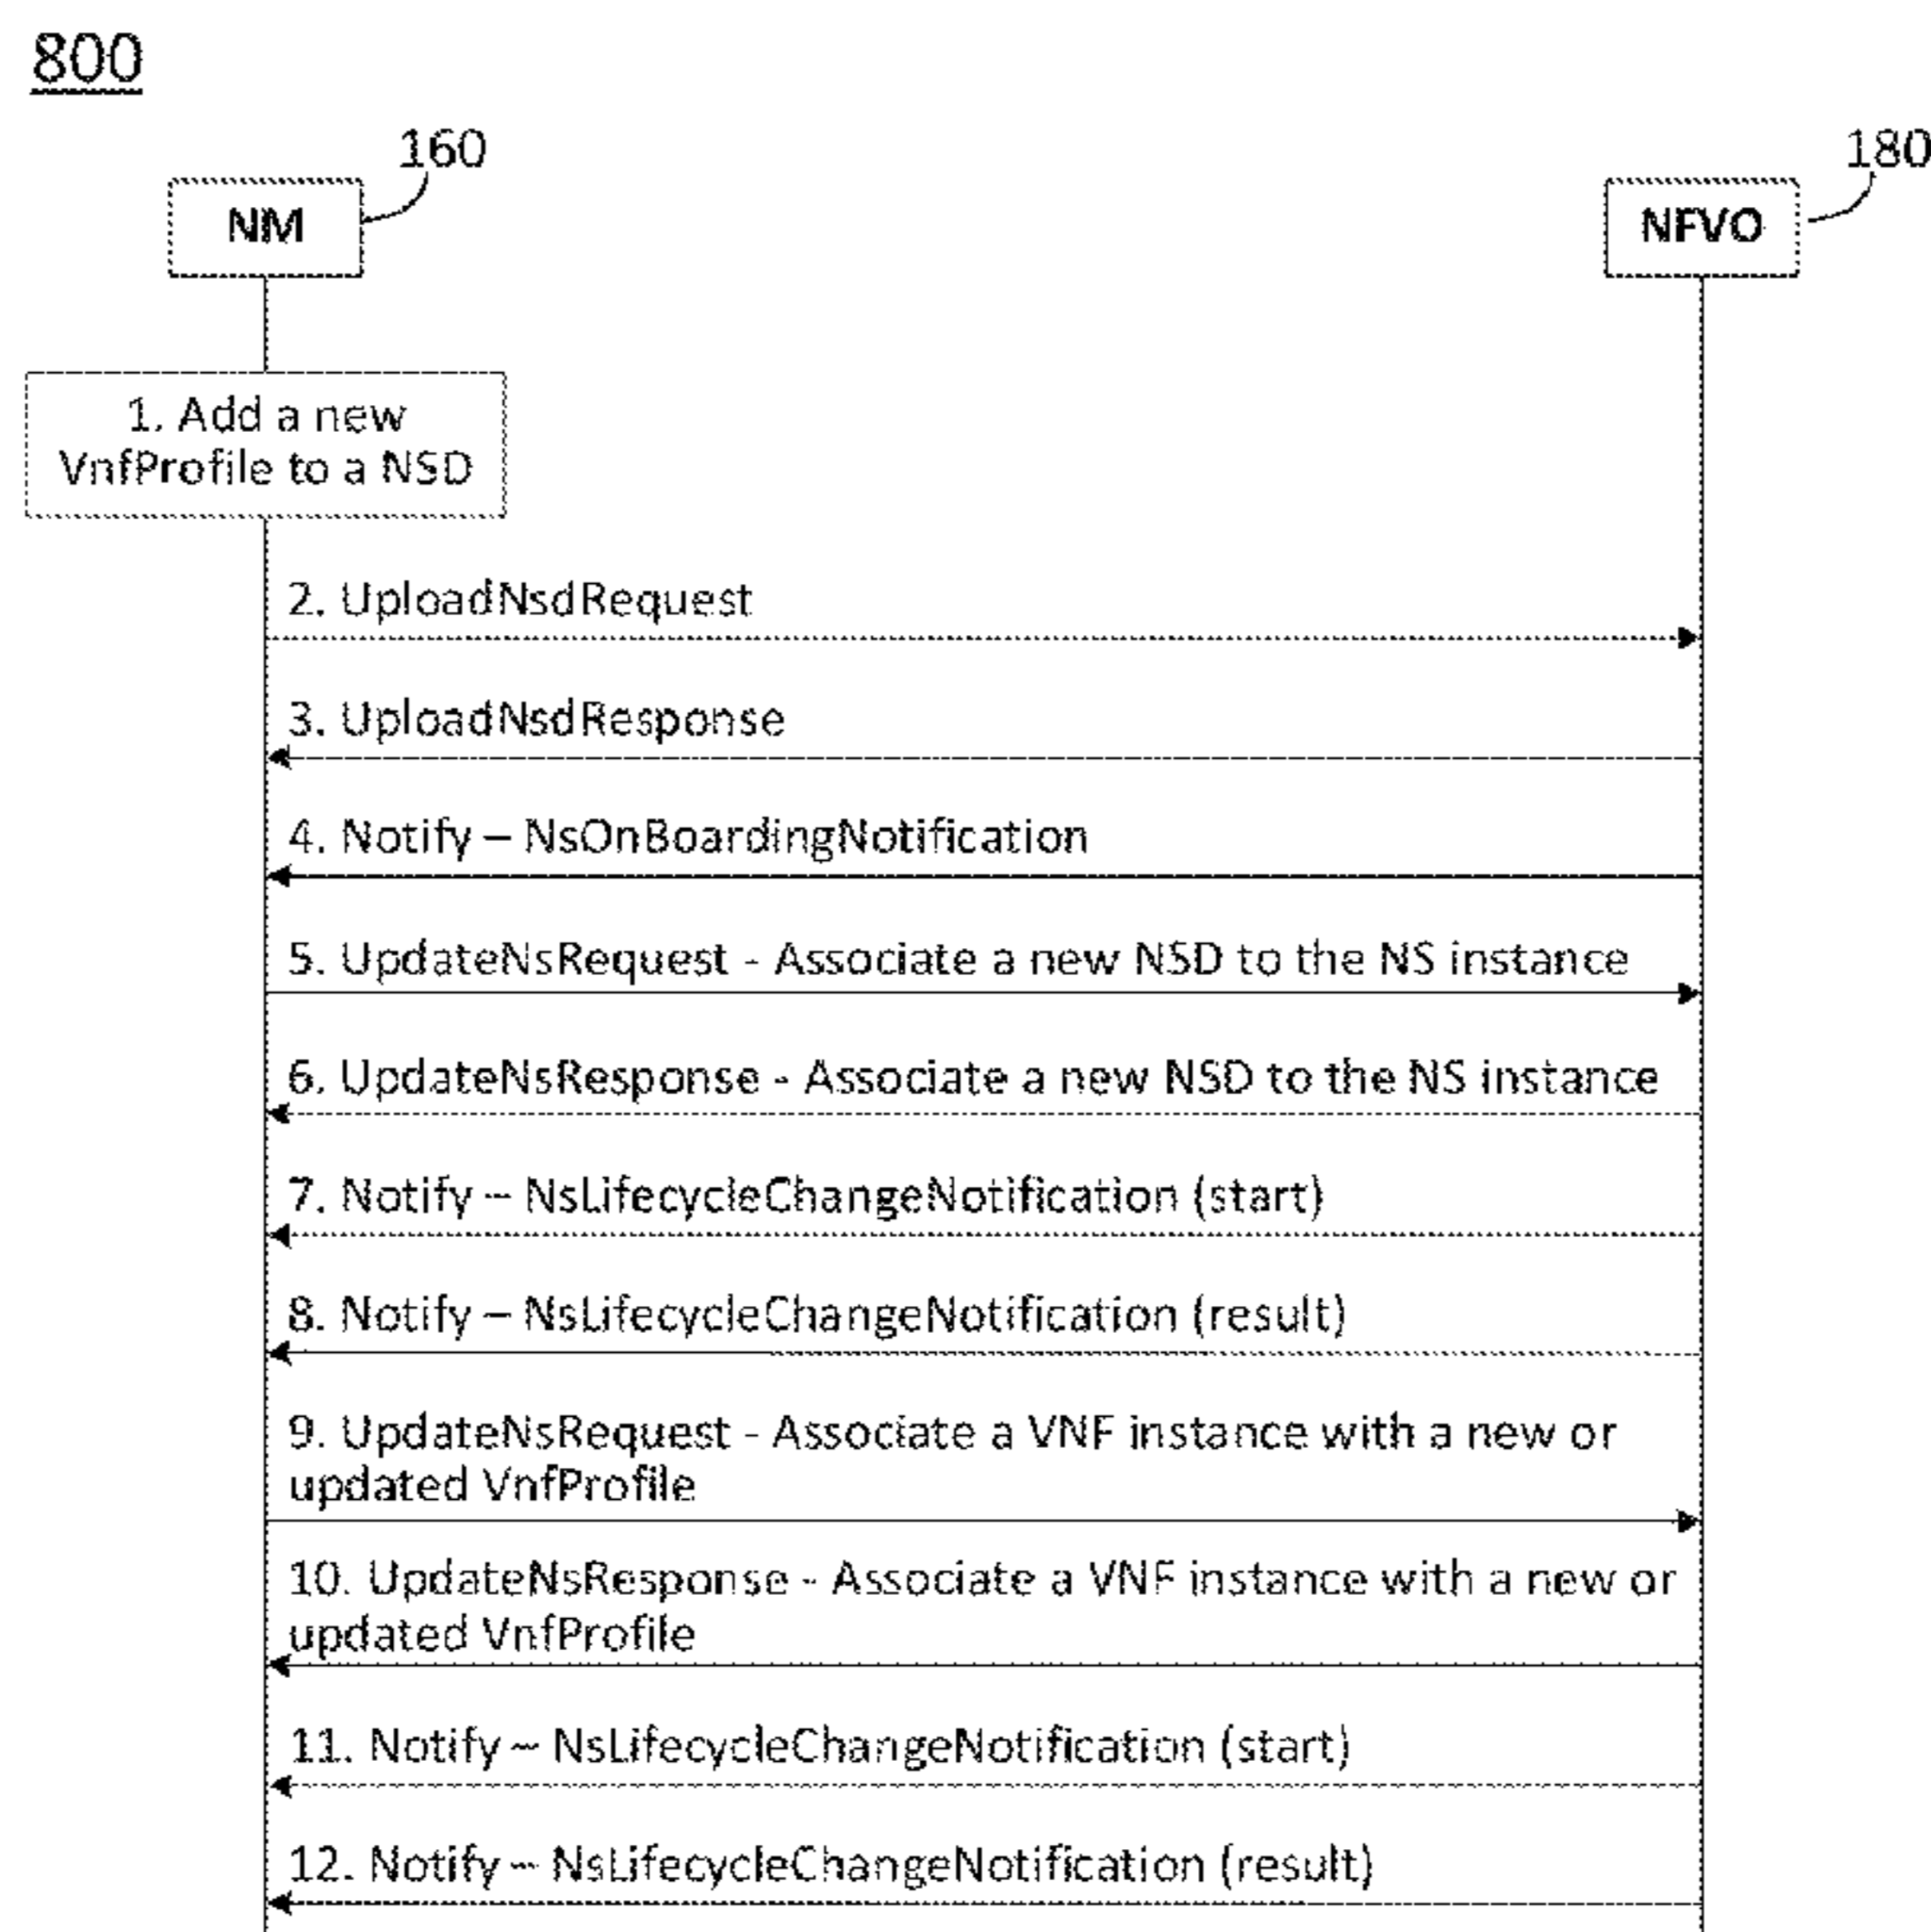 800
160
180
NM
NFVO
1. Add a new
VnfProfile to a NSD
2. UploadNsdRequest
3. UploadNsdResponse
4. Notify – NsOnBoardingNotification
5. UpdateNsRequest - Associate a new NSD to the NS instance
6. UpdateNsResponse - Associate a new NSD to the NS instance
7. Notify – NsLifecycleChangeNotification (start)
8. Notify – NsLifecycleChangeNotification (result)
9. UpdateNsRequest - Associate a VNF instance with a new or
updated VnfProfile
10. UpdateNsResponse - Associate a VNF instance with a new or
updated VnfProfile
11. Notify – NsLifecycleChangeNotification (start)
12. Notify – NsLifecycleChangeNotification (result)